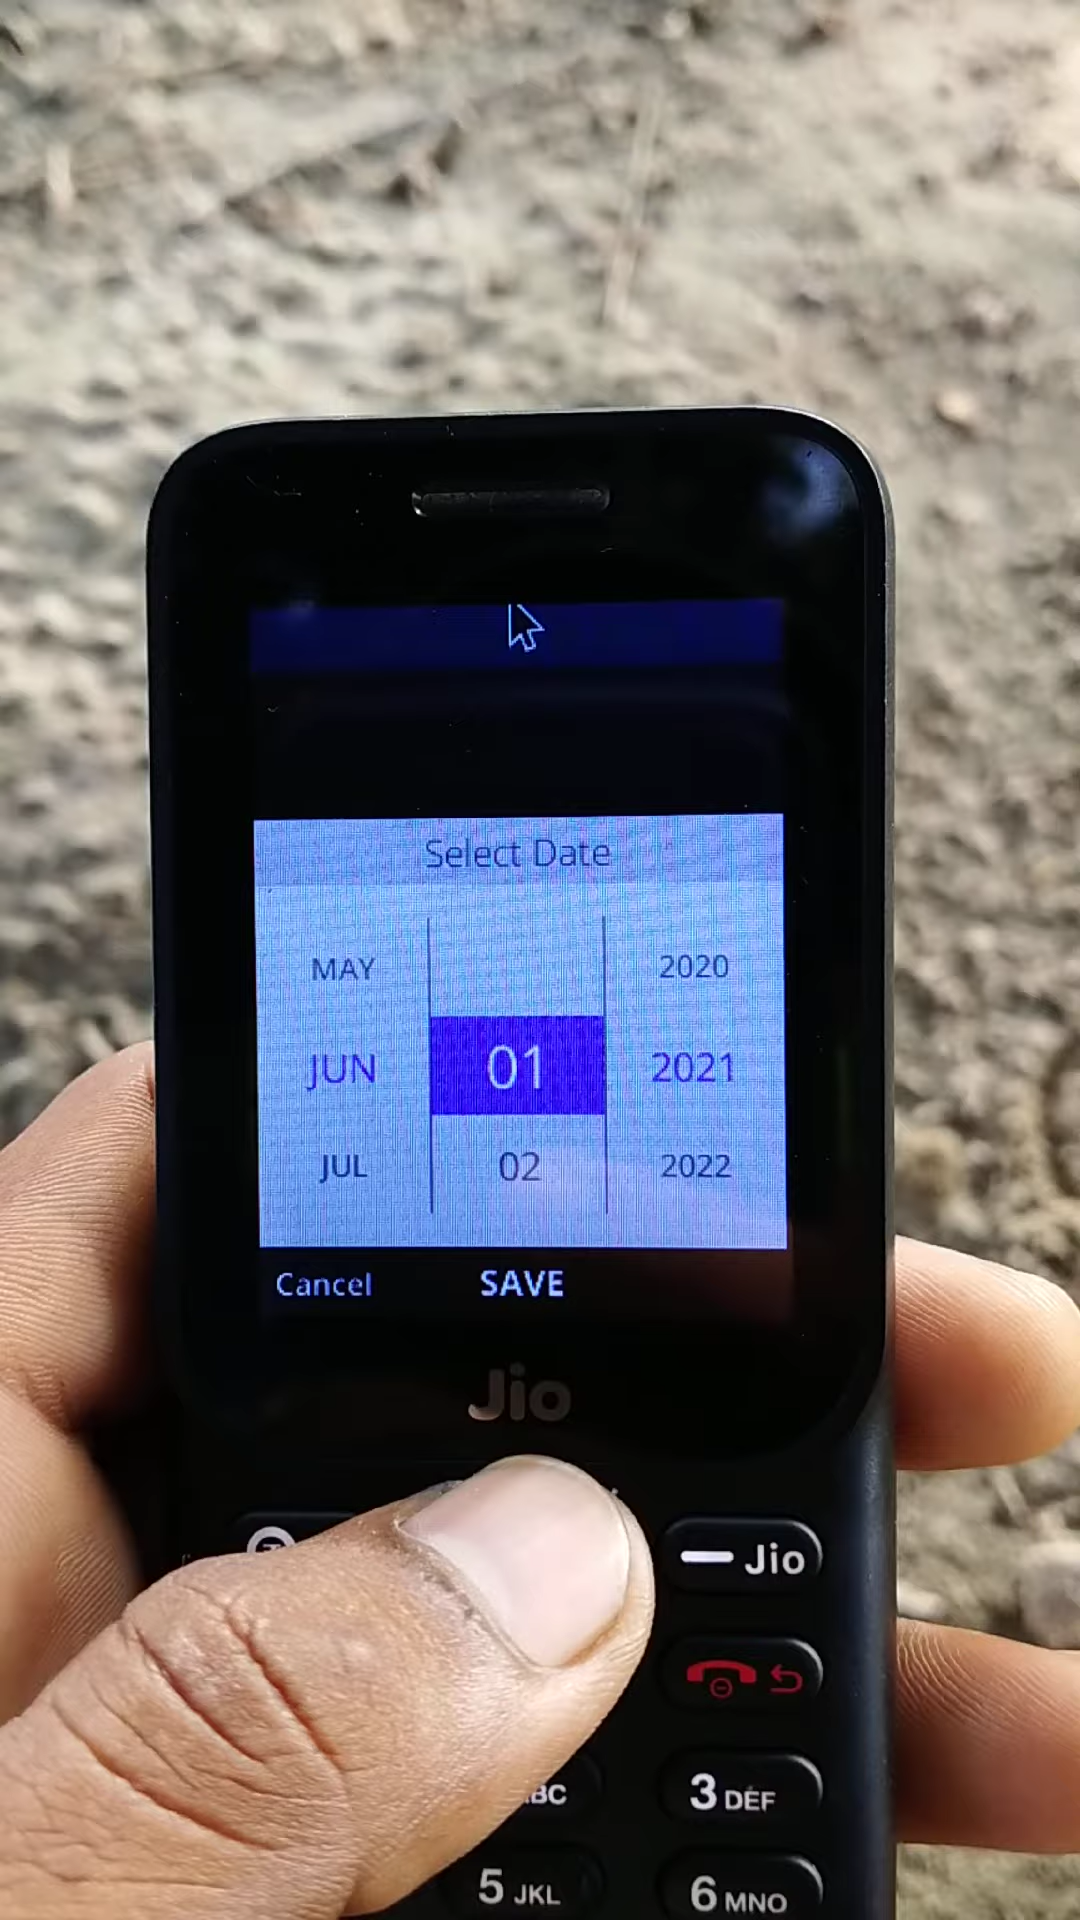 Select Date
MAY 2020
JUN 01 2021
JUL 02 2022
Cancel SAVE
Jio
Jio
3 DEF
5 JKL 6 MNO